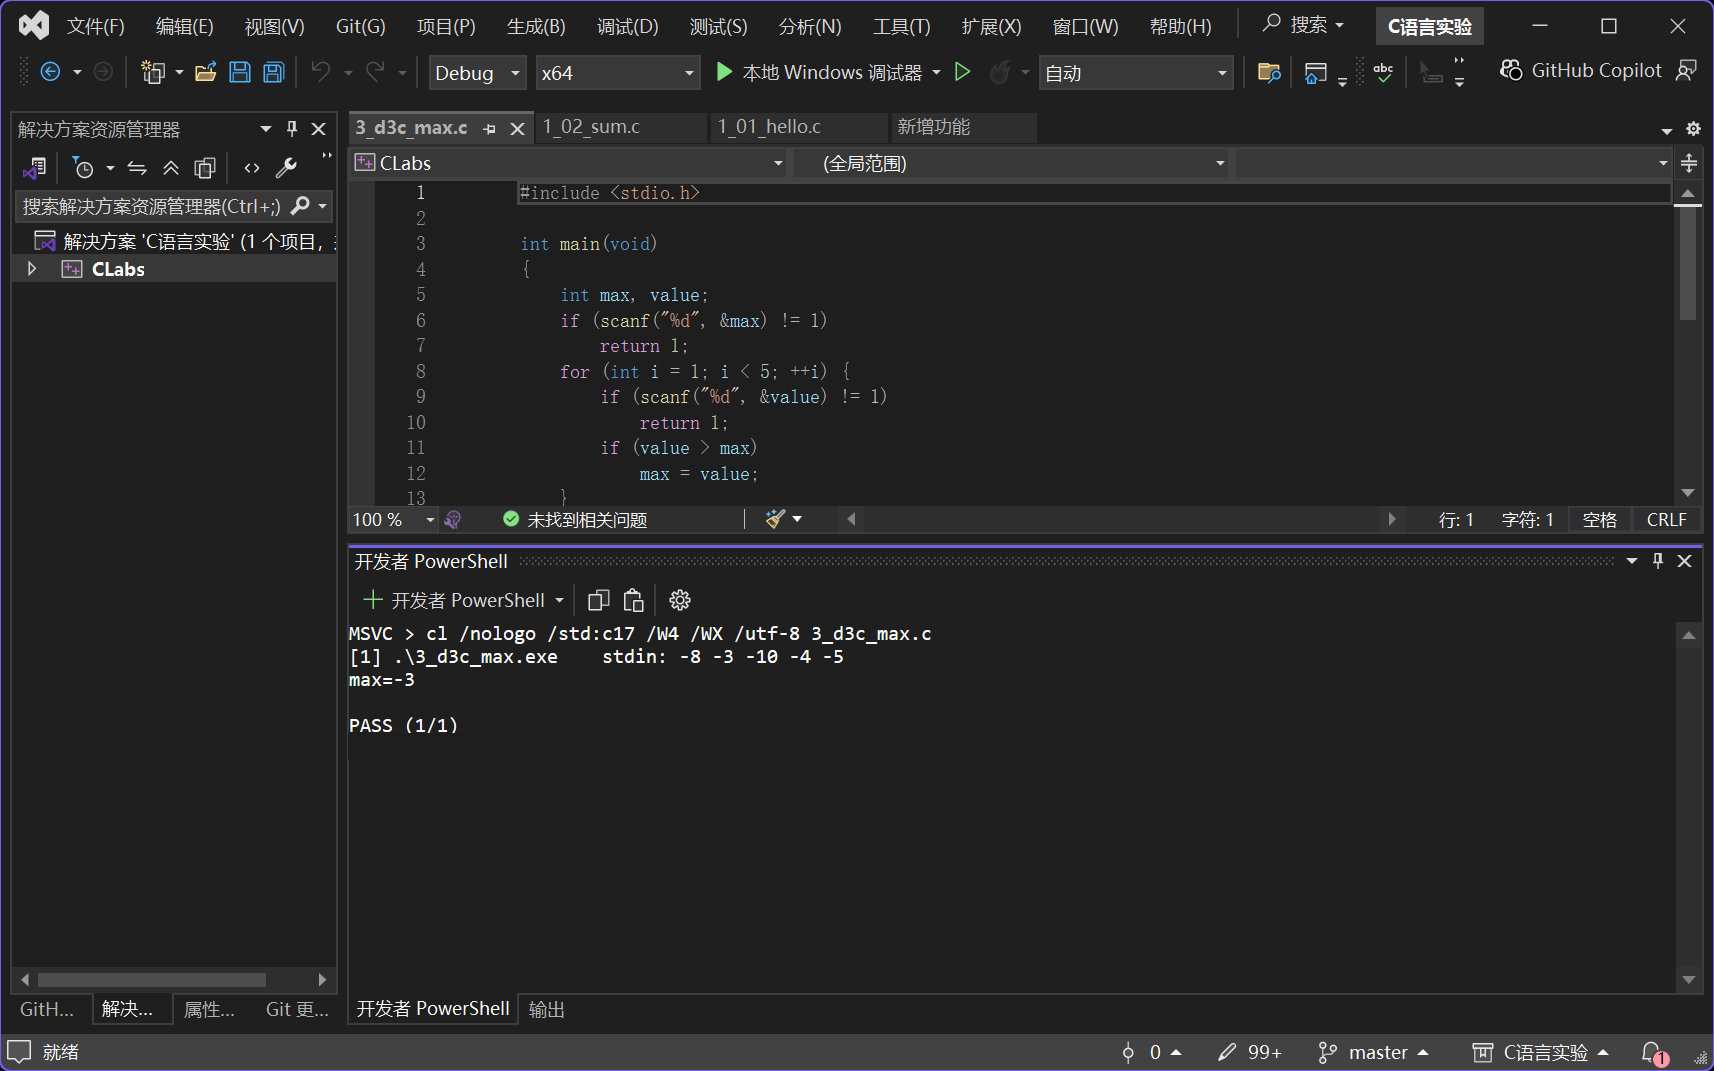 文件(F) 编辑(E) 视图(V) Git(G) 项目(P) 生成(B) 调试(D) 测试(S) 分析(N) 工具(T) 扩展(X) 窗口(W) 帮助(H) 搜索 C语言实验
Debug x64 本地 Windows 调试器 自动 abc GitHub Copilot
解决方案资源管理器
搜索解决方案资源管理器(Ctrl+;)
解决方案 'C语言实验' (1 个项目，
CLabs
3_d3c_max.c 1_02_sum.c 1_01_hello.c 新增功能
CLabs (全局范围)
1 #include <stdio.h>
2
3 int main(void)
4 {
5 int max, value;
6 if (scanf("%d", &max) != 1)
7 return 1;
8 for (int i = 1; i < 5; ++i) {
9 if (scanf("%d", &value) != 1)
10 return 1;
11 if (value > max)
12 max = value;
13 }
100 % 未找到相关问题 行: 1 字符: 1 空格 CRLF
开发者 PowerShell
开发者 PowerShell
MSVC > cl /nologo /std:c17 /W4 /WX /utf-8 3_d3c_max.c
[1] .\3_d3c_max.exe stdin: -8 -3 -10 -4 -5
max=-3
PASS (1/1)
GitH... 解决... 属性... Git 更... 开发者 PowerShell 输出
就绪 0 99+ master C语言实验 1